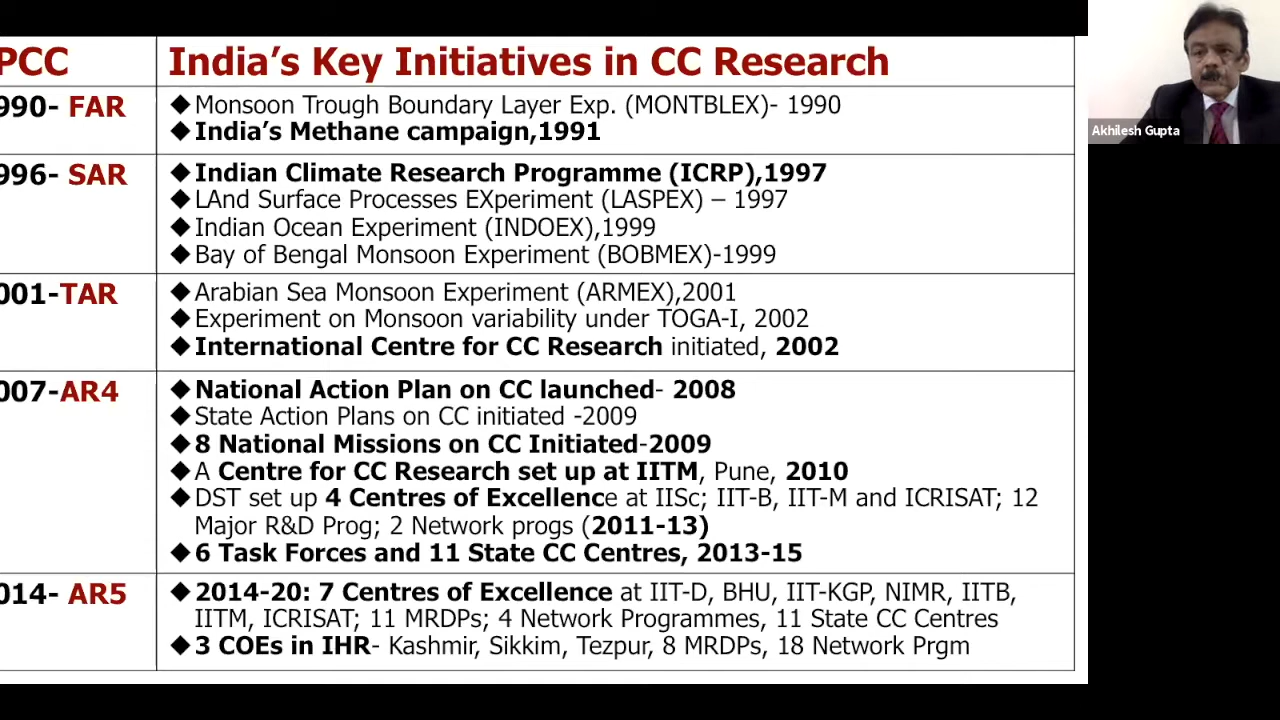 PCC India's Key Initiatives in CC Research
990- FAR ◆Monsoon Trough Boundary Layer Exp. (MONTBLEX)- 1990
◆India's Methane campaign,1991
996- SAR ◆Indian Climate Research Programme (ICRP),1997
◆LAnd Surface Processes EXperiment (LASPEX) – 1997
◆Indian Ocean Experiment (INDOEX),1999
◆Bay of Bengal Monsoon Experiment (BOBMEX)-1999
001-TAR ◆Arabian Sea Monsoon Experiment (ARMEX),2001
◆Experiment on Monsoon variability under TOGA-I, 2002
◆International Centre for CC Research initiated, 2002
007-AR4 ◆National Action Plan on CC launched- 2008
◆State Action Plans on CC initiated -2009
◆8 National Missions on CC Initiated-2009
◆A Centre for CC Research set up at IITM, Pune, 2010
◆DST set up 4 Centres of Excellence at IISc; IIT-B, IIT-M and ICRISAT; 12
Major R&D Prog; 2 Network progs (2011-13)
◆6 Task Forces and 11 State CC Centres, 2013-15
014- AR5 ◆2014-20: 7 Centres of Excellence at IIT-D, BHU, IIT-KGP, NIMR, IITB,
IITM, ICRISAT; 11 MRDPs; 4 Network Programmes, 11 State CC Centres
◆3 COEs in IHR- Kashmir, Sikkim, Tezpur, 8 MRDPs, 18 Network Prgm
Akhilesh Gupta